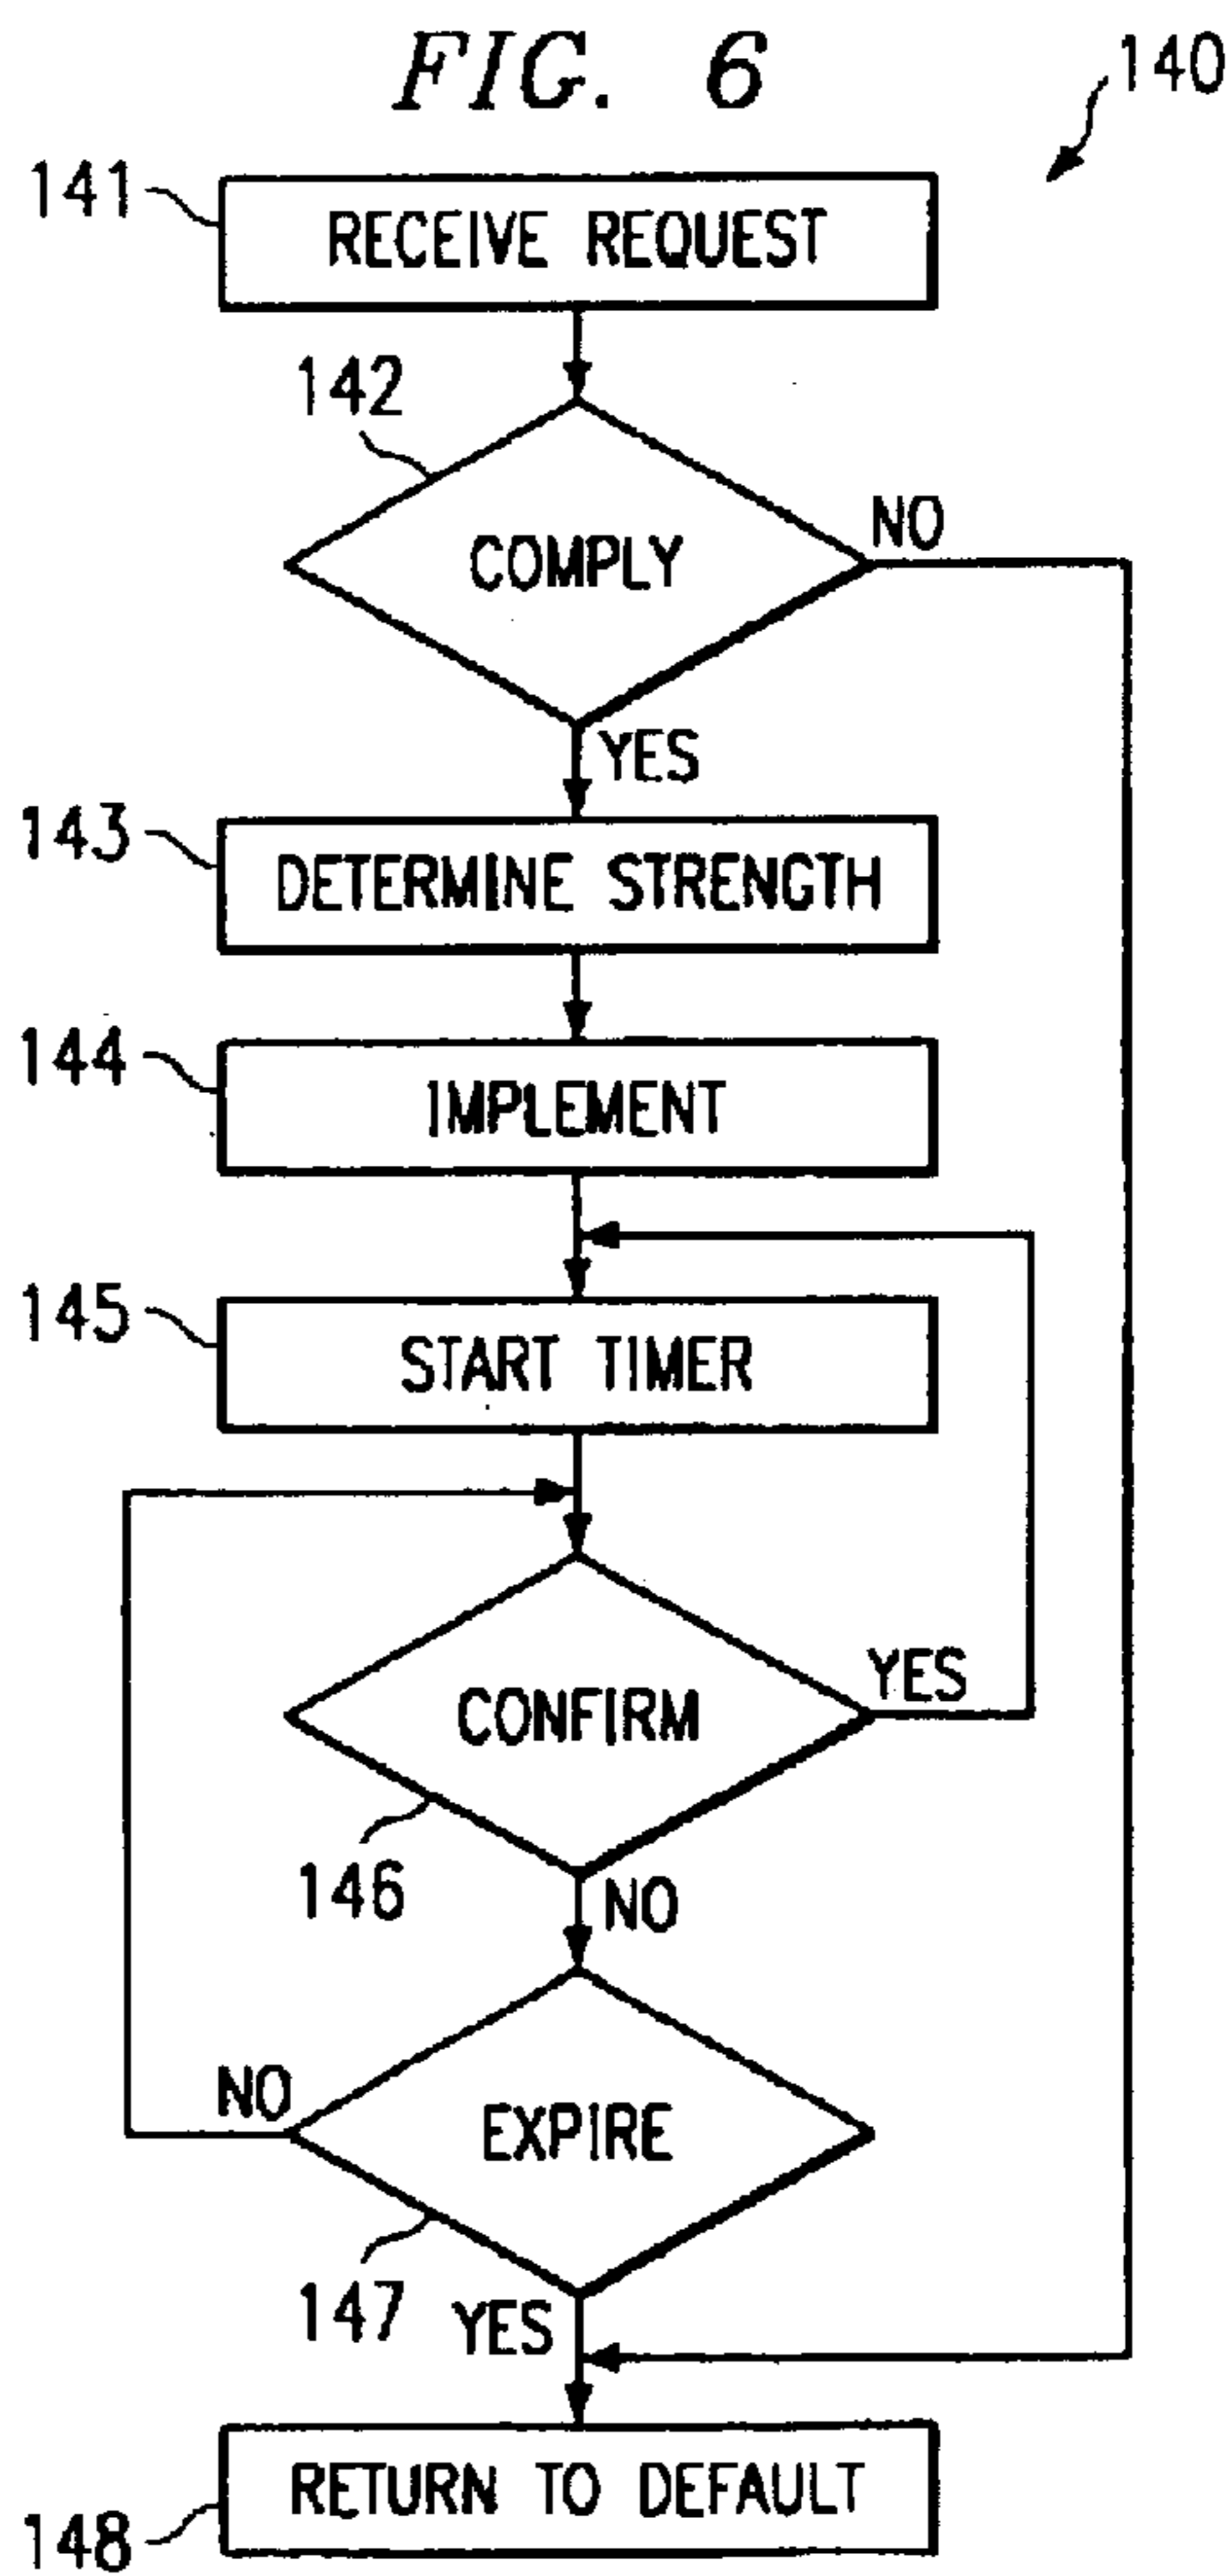 FIG. 6
140
141
RECEIVE REQUEST
142
COMPLY
NO
YES
143
DETERMINE STRENGTH
144
IMPLEMENT
145
START TIMER
CONFIRM
YES
146
NO
NO
EXPIRE
147
YES
RETURN TO DEFAULT
148